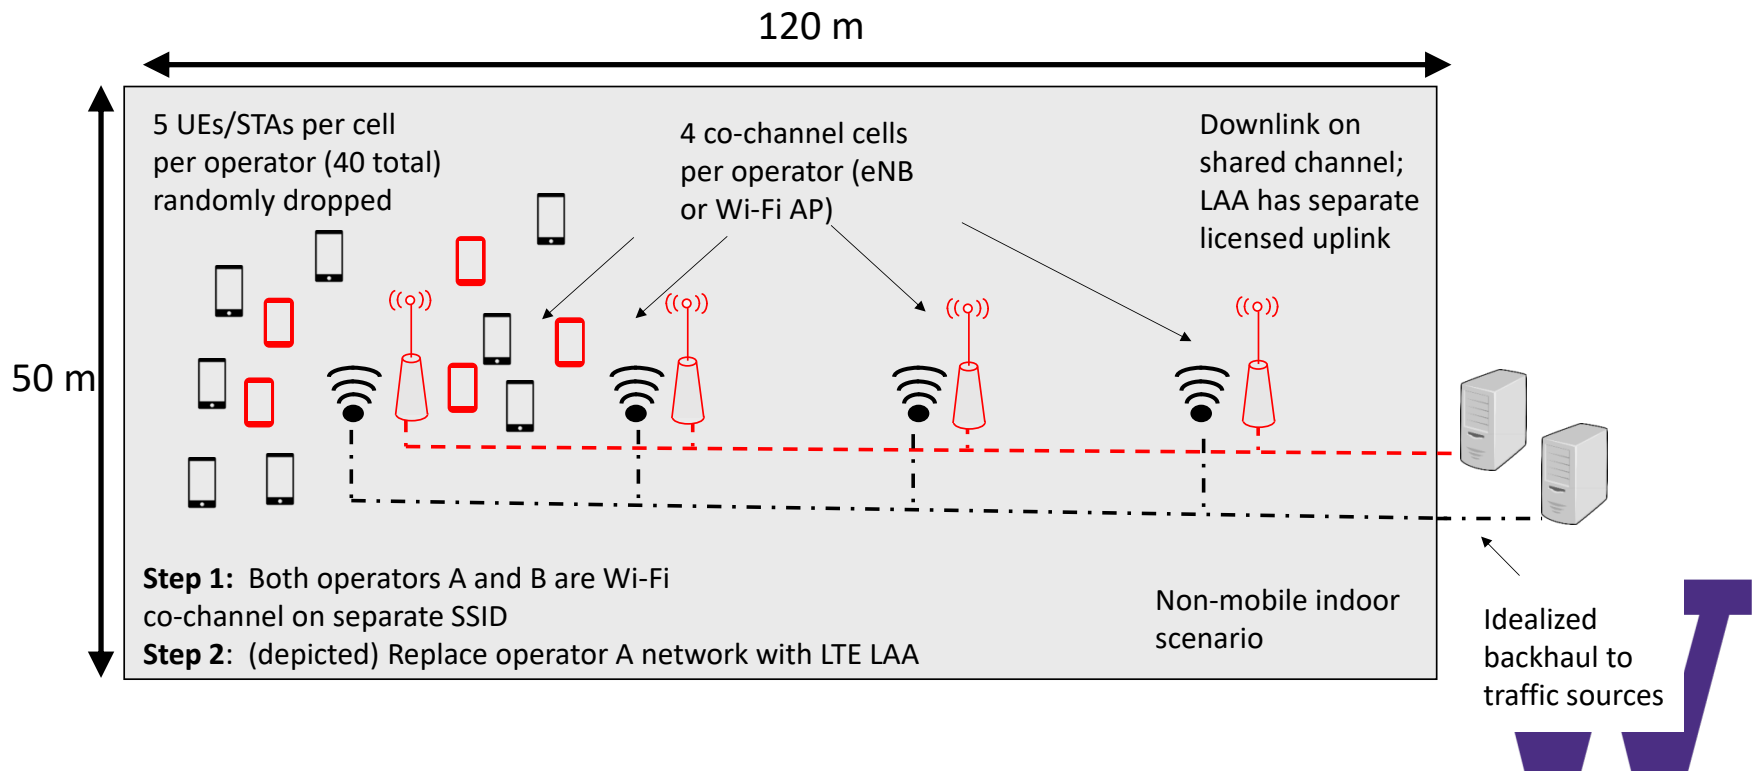 120 m
50 m
5 UEs/STAs per cell
per operator (40 total)
randomly dropped
4 co-channel cells
per operator (eNB
or Wi-Fi AP)
Downlink on
shared channel;
LAA has separate
licensed uplink
Step 1:  Both operators A and B are Wi-Fi
co-channel on separate SSID
Step 2:  (depicted) Replace operator A network with LTE LAA
Non-mobile indoor
scenario
Idealized
backhaul to
traffic sources